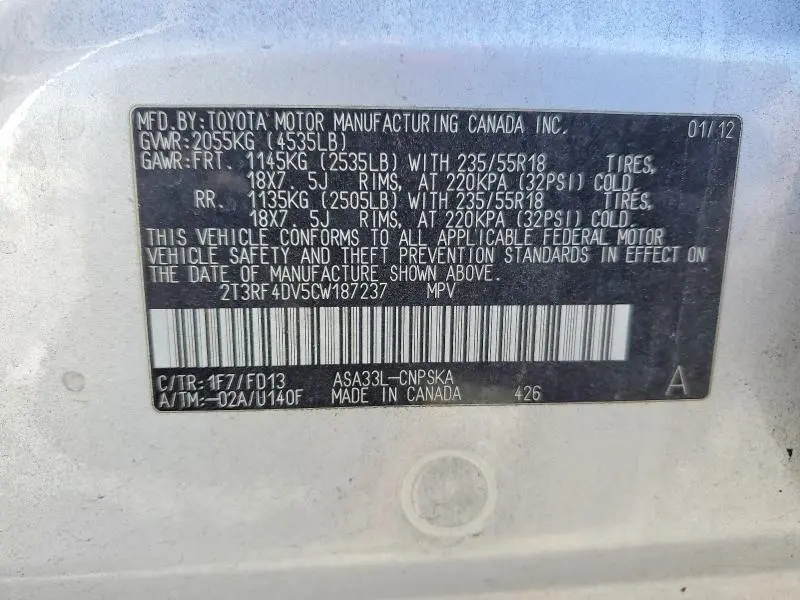 MFD.BY:TOYOTA MOTOR MANUFACTURING CANADA INC. 01/12
GVWR:2055KG (4535LB)
GAWR:FRT. 1145KG (2535LB) WITH 235/55R18 TIRES,
18X7.5J RIMS, AT 220KPA (32PSI) COLD.
RR. 1135KG (2505LB) WITH 235/55R18 TIRES,
18X7.5J RIMS, AT 220KPA (32PSI) COLD.
THIS VEHICLE CONFORMS TO ALL APPLICABLE FEDERAL MOTOR
VEHICLE SAFETY AND THEFT PREVENTION STANDARDS IN EFFECT ON
THE DATE OF MANUFACTURE SHOWN ABOVE.
2T3RF4DV5CW187237 MPV
C/TR:1F7/FD13 ASA33L-CNPSKA A
A/TM:-02A/U140F MADE IN CANADA 426